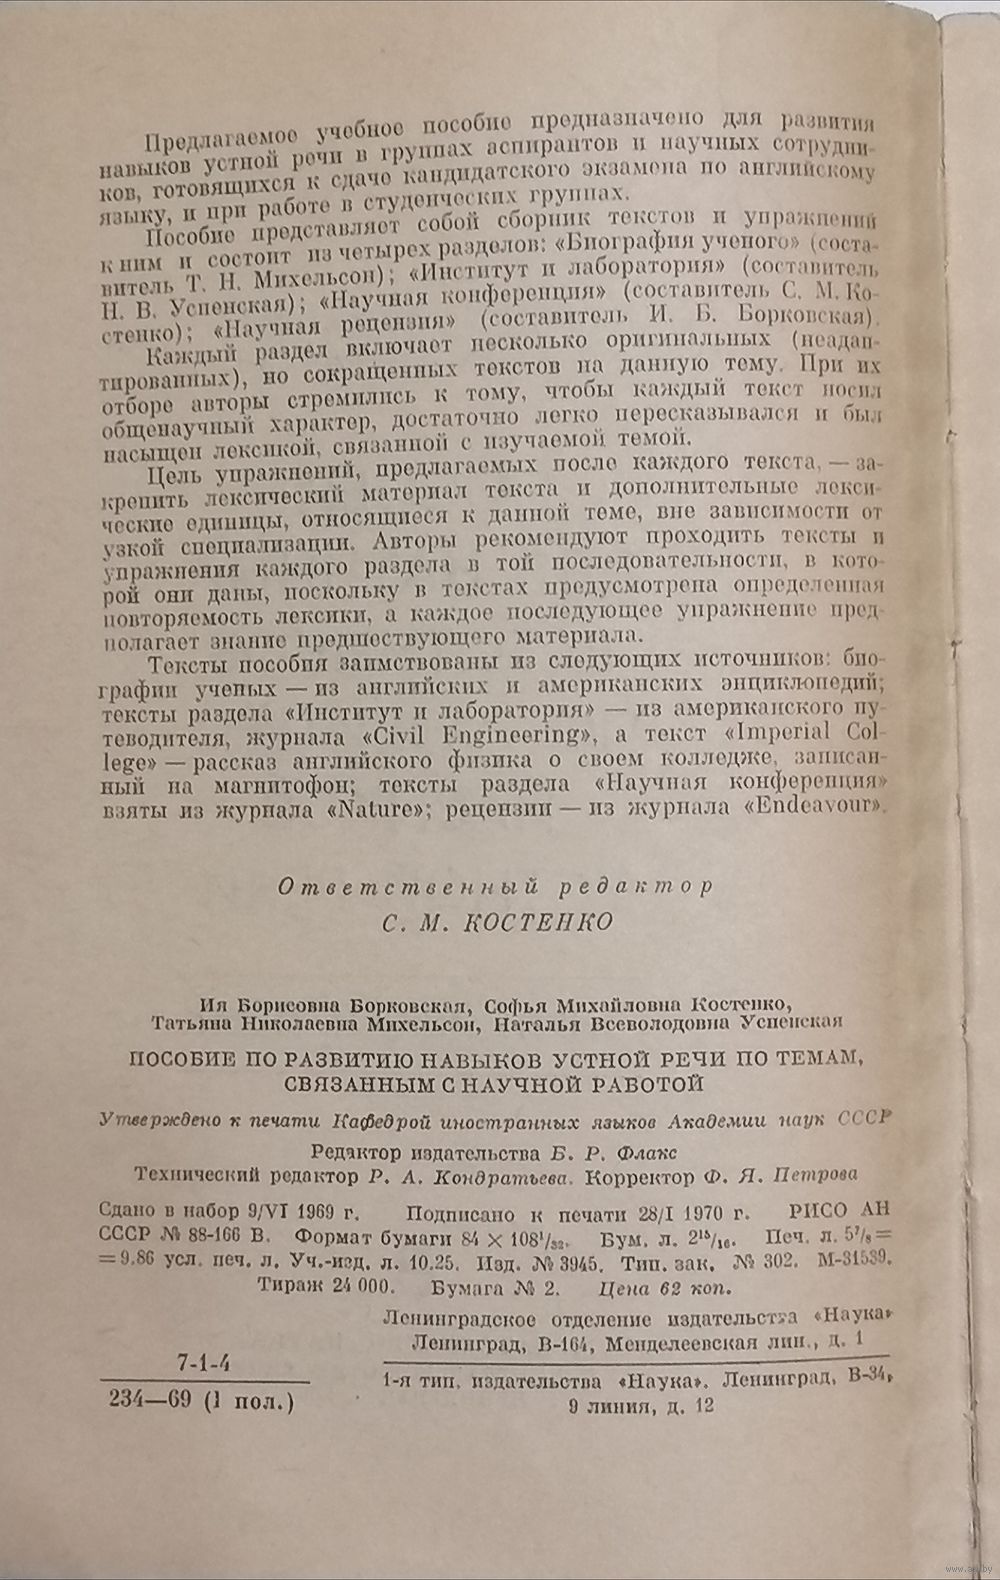 Предлагаемое учебное пособие предназначено для развития
навыков устной речи в группах аспирантов и научных сотрудни-
ков, готовящихся к сдаче кандидатского экзамена по английскому
языку, и при работе в студенческих группах.
Пособие представляет собой сборник текстов и упражнений
к ним и состоит из четырех разделов: «Биография ученого» (соста-
витель Т. Н. Михельсон); «Институт и лаборатория» (составитель
Н. В. Успенская); «Научная конференция» (составитель С. М. Ко-
стенко); «Научная рецензия» (составитель И. Б. Борковская).
Каждый раздел включает несколько оригинальных (неадап-
тированных), но сокращенных текстов на данную тему. При их
отборе авторы стремились к тому, чтобы каждый текст носил
общенаучный характер, достаточно легко пересказывался и был
насыщен лексикой, связанной с изучаемой темой.
Цель упражнений, предлагаемых после каждого текста, — за-
крепить лексический материал текста и дополнительные лекси-
ческие единицы, относящиеся к данной теме, вне зависимости от
узкой специализации. Авторы рекомендуют проходить тексты и
упражнения каждого раздела в той последовательности, в кото-
рой они даны, поскольку в текстах предусмотрена определенная
повторяемость лексики, а каждое последующее упражнение пред-
полагает знание предшествующего материала.
Тексты пособия заимствованы из следующих источников: био-
графии ученых — из английских и американских энциклопедий;
тексты раздела «Институт и лаборатория» — из американского пу-
теводителя, журнала «Civil Engineering», а текст «Imperial Col-
lege» — рассказ английского физика о своем колледже, записан-
ный на магнитофон; тексты раздела «Научная конференция»
взяты из журнала «Nature»; рецензии — из журнала «Endeavour».
Ответственный редактор
С. М. КОСТЕНКО
Ия Борисовна Борковская, Софья Михайловна Костенко,
Татьяна Николаевна Михельсон, Наталья Всеволодовна Успенская
ПОСОБИЕ ПО РАЗВИТИЮ НАВЫКОВ УСТНОЙ РЕЧИ ПО ТЕМАМ,
СВЯЗАННЫМ С НАУЧНОЙ РАБОТОЙ
Утверждено к печати Кафедрой иностранных языков Академии наук СССР
Редактор издательства Б. Р. Флакс
Технический редактор Р. А. Кондратьева. Корректор Ф. Я. Петрова
Сдано в набор 9/VI 1969 г. Подписано к печати 28/I 1970 г. РИСО АН
СССР № 88-166 В. Формат бумаги 84 × 108¹/₃₂. Бум. л. 2¹⁵/₁₆. Печ. л. 5⁷/₈ =
= 9.86 усл. печ. л. Уч.-изд. л. 10.25. Изд. № 3945. Тип. зак. № 302. М-31539.
Тираж 24 000. Бумага № 2. Цена 62 коп.
Ленинградское отделение издательства «Наука»
Ленинград, В-164, Менделеевская лин., д. 1
1-я тип. издательства «Наука». Ленинград, В-34,
9 линия, д. 12
7-1-4
234—69 (1 пол.)
www.ay.by